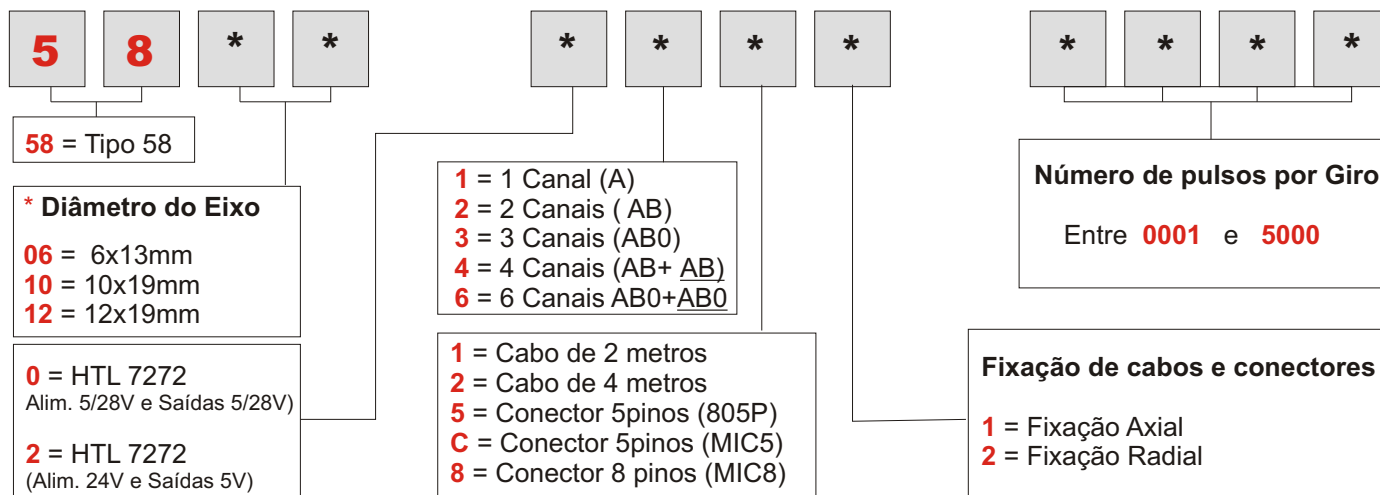 5 8 * * * * * * * * * *
58 = Tipo 58
* Diâmetro do Eixo
06 = 6x13mm
10 = 10x19mm
12 = 12x19mm
0 = HTL 7272
Alim. 5/28V e Saídas 5/28V)
2 = HTL 7272
(Alim. 24V e Saídas 5V)
1 = 1 Canal (A)
2 = 2 Canais ( AB)
3 = 3 Canais (AB0)
4 = 4 Canais (AB+ AB)
6 = 6 Canais AB0+AB0
1 = Cabo de 2 metros
2 = Cabo de 4 metros
5 = Conector 5pinos (805P)
C = Conector 5pinos (MIC5)
8 = Conector 8 pinos (MIC8)
Número de pulsos por Giro
Entre 0001 e 5000
Fixação de cabos e conectores
1 = Fixação Axial
2 = Fixação Radial